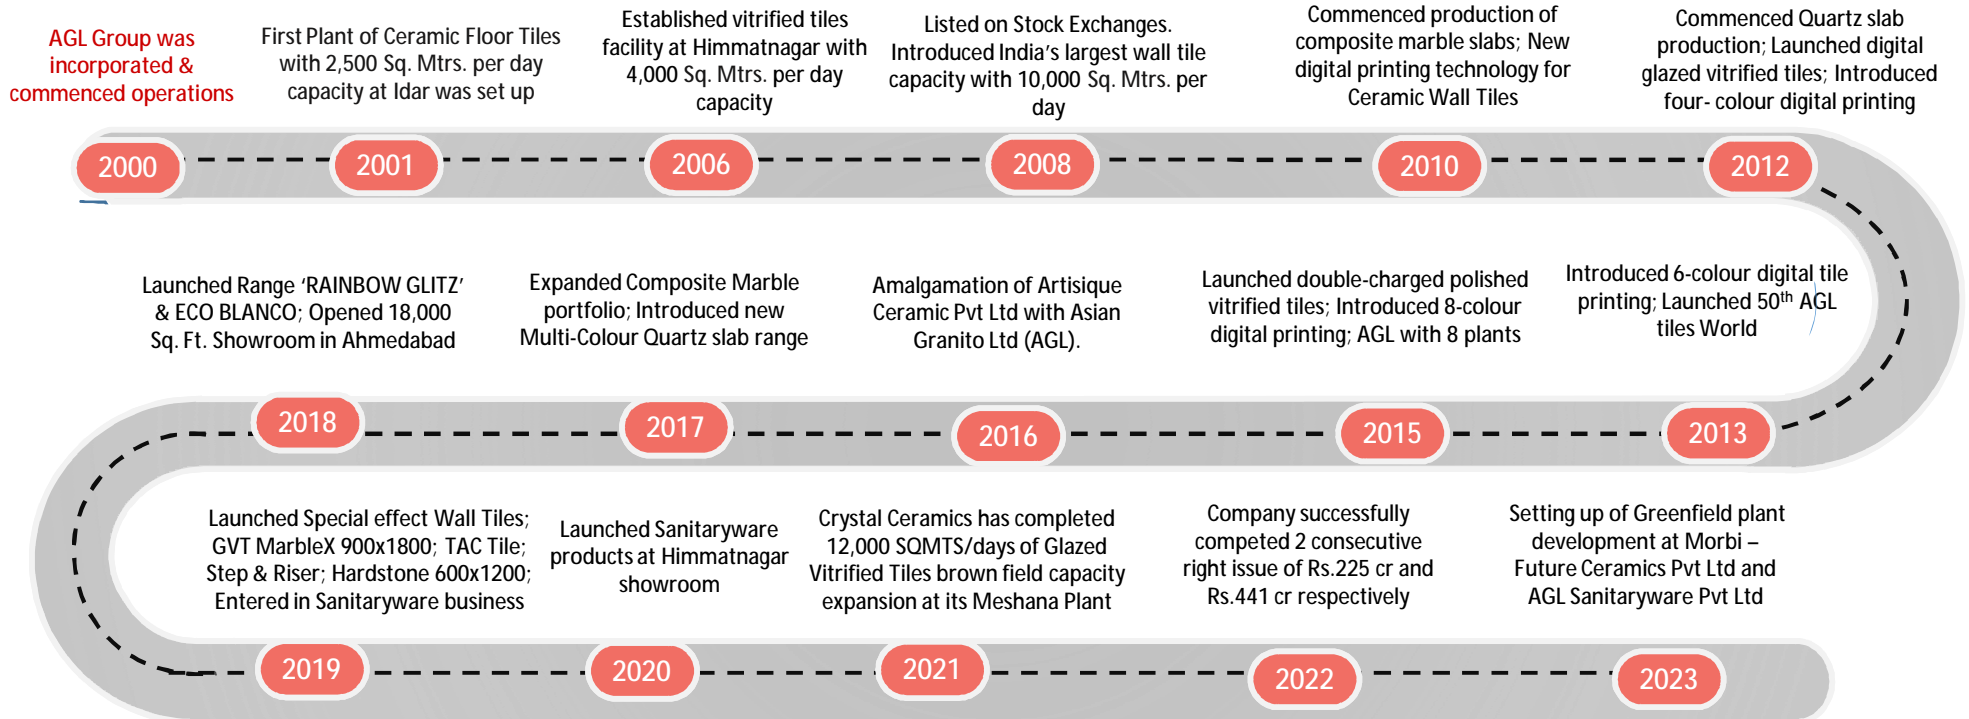 AGL Group was
incorporated &
commenced operations
First Plant of Ceramic Floor Tiles
with 2,500 Sq. Mtrs. per day
capacity at Idar was set up
Established vitrified tiles
facility at Himmatnagar with
4,000 Sq. Mtrs. per day
capacity
Listed on Stock Exchanges.
Introduced India's largest wall tile
capacity with 10,000 Sq. Mtrs. per
day
Commenced production of
composite marble slabs; New
digital printing technology for
Ceramic Wall Tiles
Commenced Quartz slab
production; Launched digital
glazed vitrified tiles; Introduced
four- colour digital printing
2000
2001
2006
2008
2010
2012
Launched Range ‘RAINBOW GLITZ’
& ECO BLANCO; Opened 18,000
Sq. Ft. Showroom in Ahmedabad
Expanded Composite Marble
portfolio; Introduced new
Multi-Colour Quartz slab range
Amalgamation of Artisique
Ceramic Pvt Ltd with Asian
Granito Ltd (AGL).
Launched double-charged polished
vitrified tiles; Introduced 8-colour
digital printing; AGL with 8 plants
Introduced 6-colour digital tile
printing; Launched 50th AGL
tiles World
2018
2017
2016
2015
2013
Launched Special effect Wall Tiles;
GVT MarbleX 900x1800; TAC Tile;
Step & Riser; Hardstone 600x1200;
Entered in Sanitaryware business
Launched Sanitaryware
products at Himmatnagar
showroom
Crystal Ceramics has completed
12,000 SQMTS/days of Glazed
Vitrified Tiles brown field capacity
expansion at its Meshana Plant
Company successfully
competed 2 consecutive
right issue of Rs.225 cr and
Rs.441 cr respectively
Setting up of Greenfield plant
development at Morbi –
Future Ceramics Pvt Ltd and
AGL Sanitaryware Pvt Ltd
2019
2020
2021
2022
2023